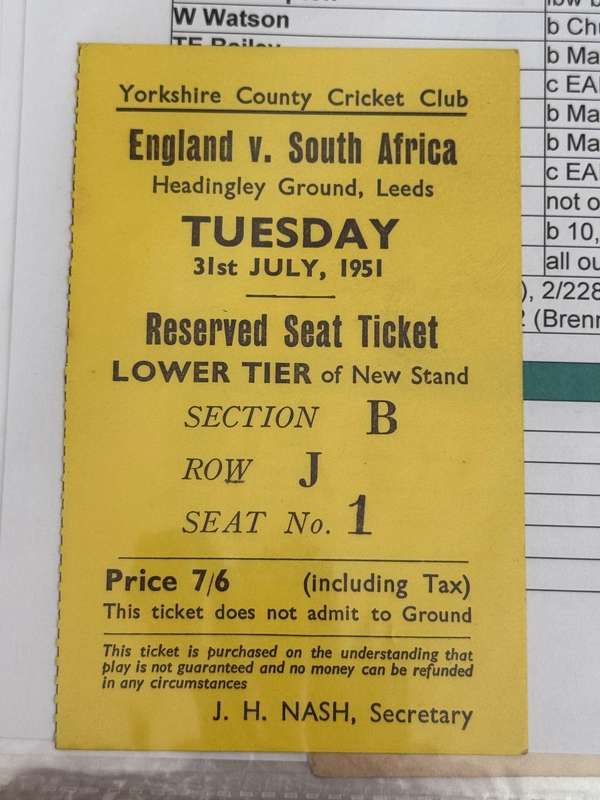 W Watson
TE Bailey
lbw b
b Chu
b Ma
c EA
b Ma
b Ma
c EA
not o
b 10,
all ou
), 2/228
2 (Brenn
Yorkshire County Cricket Club
England v. South Africa
Headingley Ground, Leeds
TUESDAY
31st JULY, 1951
Reserved Seat Ticket
LOWER TIER of New Stand
SECTION B
ROW J
SEAT No. 1
Price 7/6 (including Tax)
This ticket does not admit to Ground
This ticket is purchased on the understanding that
play is not guaranteed and no money can be refunded
in any circumstances
J. H. NASH, Secretary